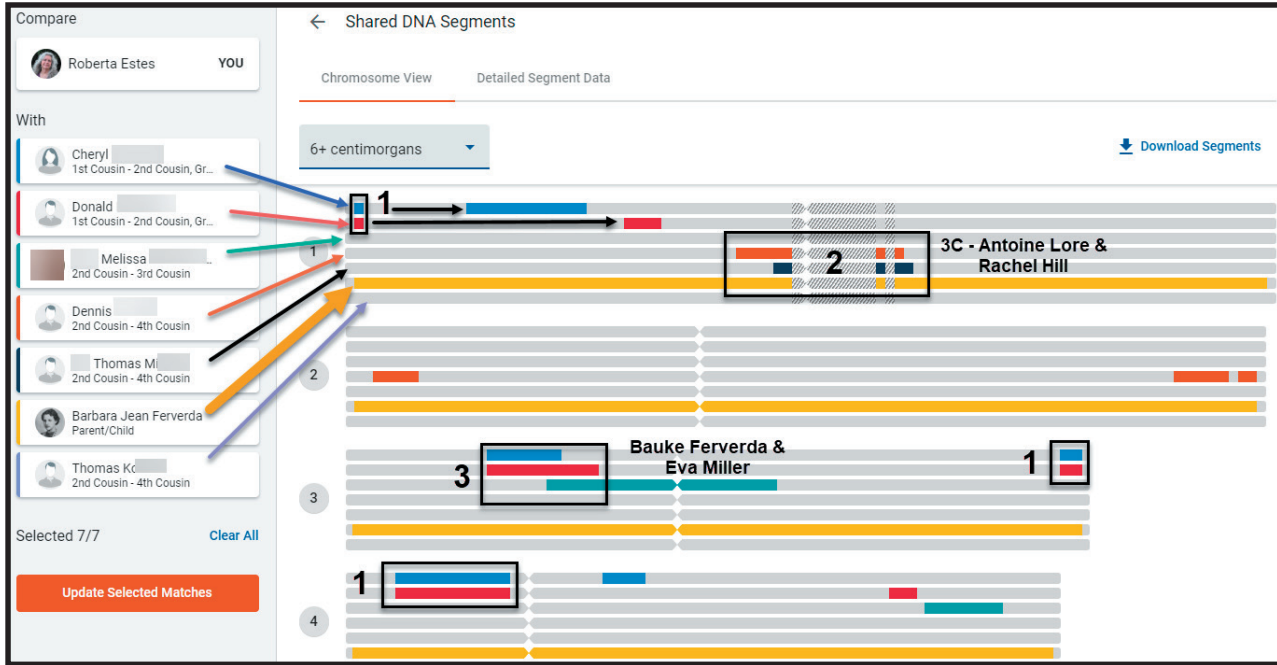 Compare
Roberta Estes YOU
With
Cheryl
1st Cousin - 2nd Cousin, Gr...
Donald
1st Cousin - 2nd Cousin, Gr...
Melissa
2nd Cousin - 3rd Cousin
Dennis
2nd Cousin - 4th Cousin
Thomas Mi
2nd Cousin - 4th Cousin
Barbara Jean Ferverda
Parent/Child
Thomas Ko
2nd Cousin - 4th Cousin
Selected 7/7 Clear All
Update Selected Matches
← Shared DNA Segments
Chromosome View Detailed Segment Data
6+ centimorgans
Download Segments
1
1
2
3C - Antoine Lore &
Rachel Hill
2
Bauke Ferverda &
Eva Miller
3
1
3
1
4